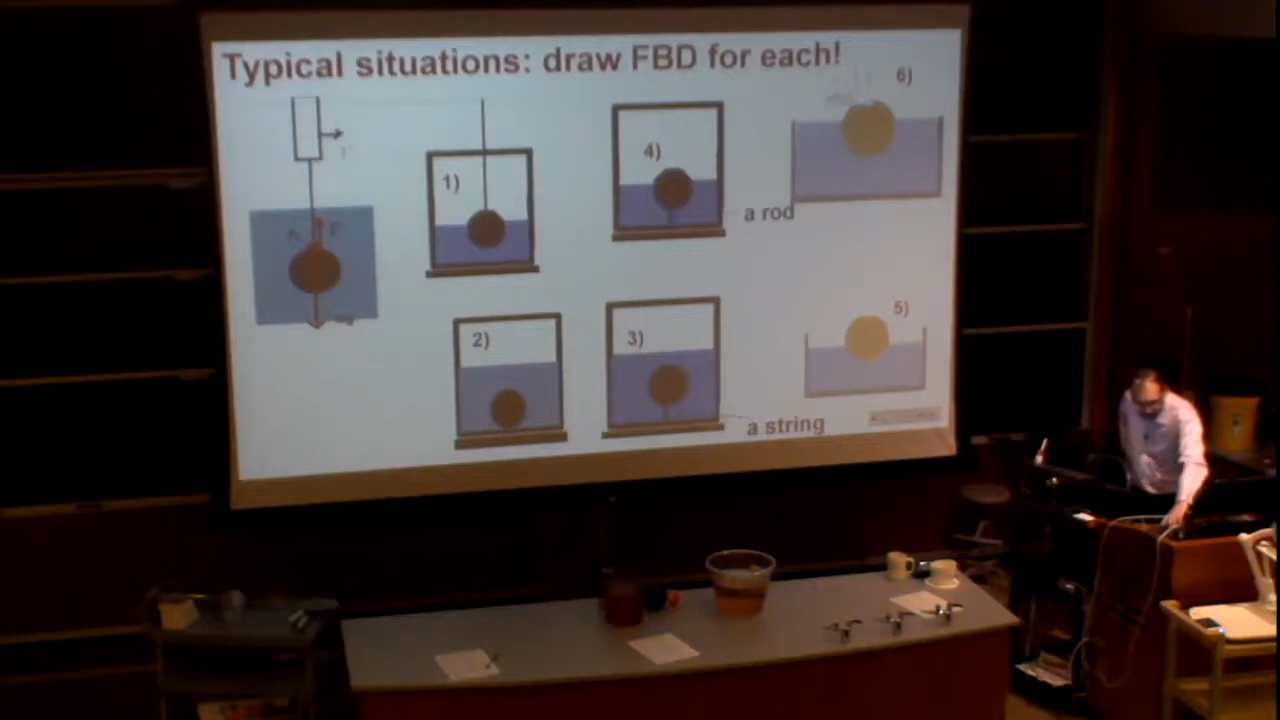 Typical situations: draw FBD for each!
6)
4)
1)
a rod
5)
3)
2)
a string